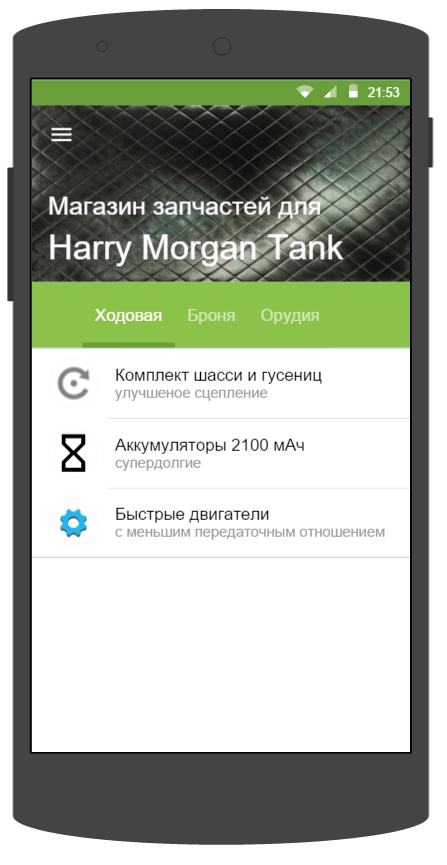 21:53
Магазин запчастей для
Harry Morgan Tank
Ходовая Броня Орудия
Комплект шасси и гусениц
улучшеное сцепление
Аккумуляторы 2100 мАч
супердолгие
Быстрые двигатели
с меньшим передаточным отношением